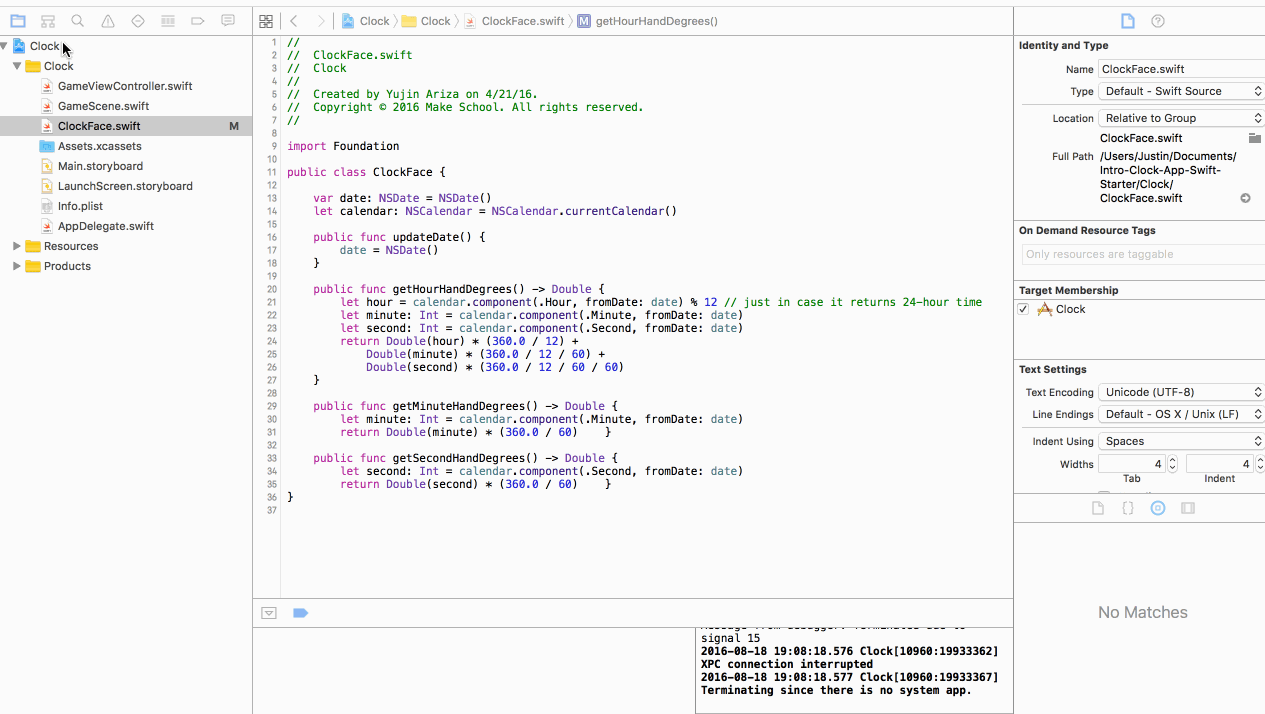 Clock Clock ClockFace.swift M getHourHandDegrees()
Clock
Clock
GameViewController.swift
GameScene.swift
ClockFace.swift M
Assets.xcassets
Main.storyboard
LaunchScreen.storyboard
Info.plist
AppDelegate.swift
Resources
Products
1 //
2 // ClockFace.swift
3 // Clock
4 //
5 // Created by Yujin Ariza on 4/21/16.
6 // Copyright © 2016 Make School. All rights reserved.
7 //
8
9 import Foundation
10
11 public class ClockFace {
12
13     var date: NSDate = NSDate()
14     let calendar: NSCalendar = NSCalendar.currentCalendar()
15
16     public func updateDate() {
17         date = NSDate()
18     }
19
20     public func getHourHandDegrees() -> Double {
21         let hour = calendar.component(.Hour, fromDate: date) % 12 // just in case it returns 24-hour time
22         let minute: Int = calendar.component(.Minute, fromDate: date)
23         let second: Int = calendar.component(.Second, fromDate: date)
24         return Double(hour) * (360.0 / 12) +
25             Double(minute) * (360.0 / 12 / 60) +
26             Double(second) * (360.0 / 12 / 60 / 60)
27     }
28
29     public func getMinuteHandDegrees() -> Double {
30         let minute: Int = calendar.component(.Minute, fromDate: date)
31         return Double(minute) * (360.0 / 60)    }
32
33     public func getSecondHandDegrees() -> Double {
34         let second: Int = calendar.component(.Second, fromDate: date)
35         return Double(second) * (360.0 / 60)    }
36 }
37
signal 15
2016-08-18 19:08:18.576 Clock[10960:19933362]
XPC connection interrupted
2016-08-18 19:08:18.577 Clock[10960:19933367]
Terminating since there is no system app.
Identity and Type
Name ClockFace.swift
Type Default - Swift Source
Location Relative to Group
ClockFace.swift
Full Path /Users/Justin/Documents/
Intro-Clock-App-Swift-
Starter/Clock/
ClockFace.swift
On Demand Resource Tags
Only resources are taggable
Target Membership
Clock
Text Settings
Text Encoding Unicode (UTF-8)
Line Endings Default - OS X / Unix (LF)
Indent Using Spaces
Widths 4 4
Tab Indent
No Matches